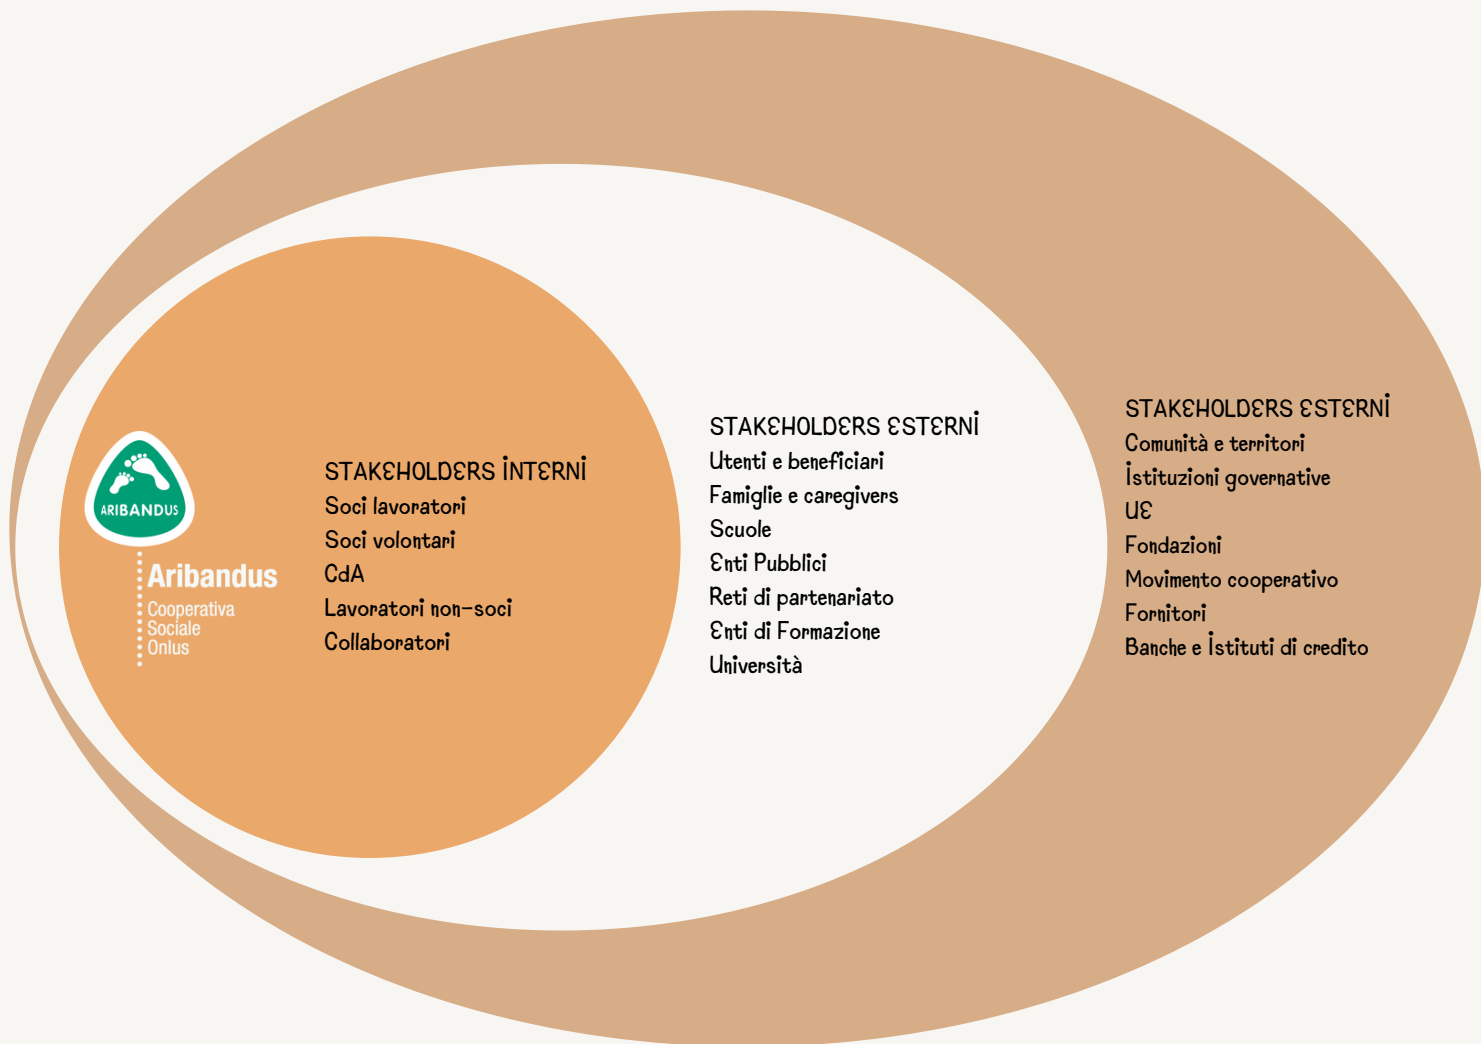 ARIBANDUS
Aribandus
Cooperativa
Sociale
Onlus
STAKEHOLDERS INTERNI
Soci lavoratori
Soci volontari
CdA
Lavoratori non-soci
Collaboratori
STAKEHOLDERS ESTERNI
Utenti e beneficiari
Famiglie e caregivers
Scuole
Enti Pubblici
Reti di partenariato
Enti di Formazione
Università
STAKEHOLDERS ESTERNI
Comunità e territori
Istituzioni governative
UE
Fondazioni
Movimento cooperativo
Fornitori
Banche e Istituti di credito